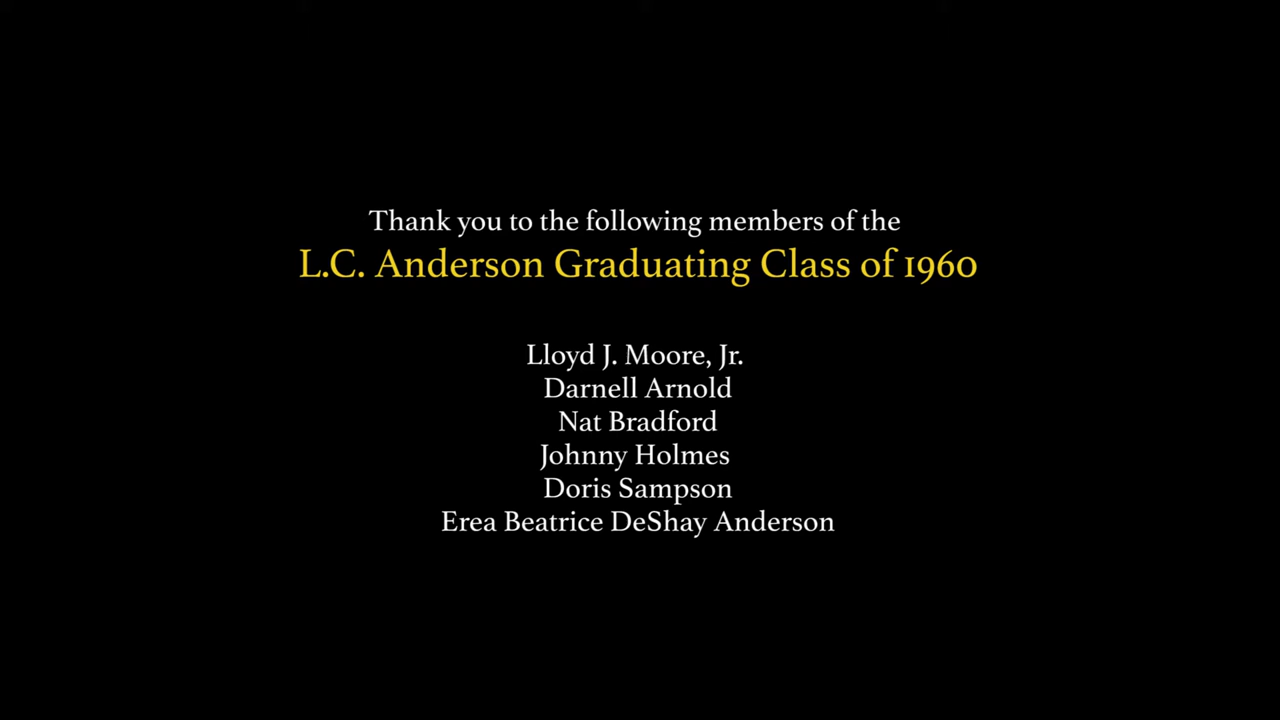 Thank you to the following members of the
L.C. Anderson Graduating Class of 1960
Lloyd J. Moore, Jr.
Darnell Arnold
Nat Bradford
Johnny Holmes
Doris Sampson
Erea Beatrice DeShay Anderson